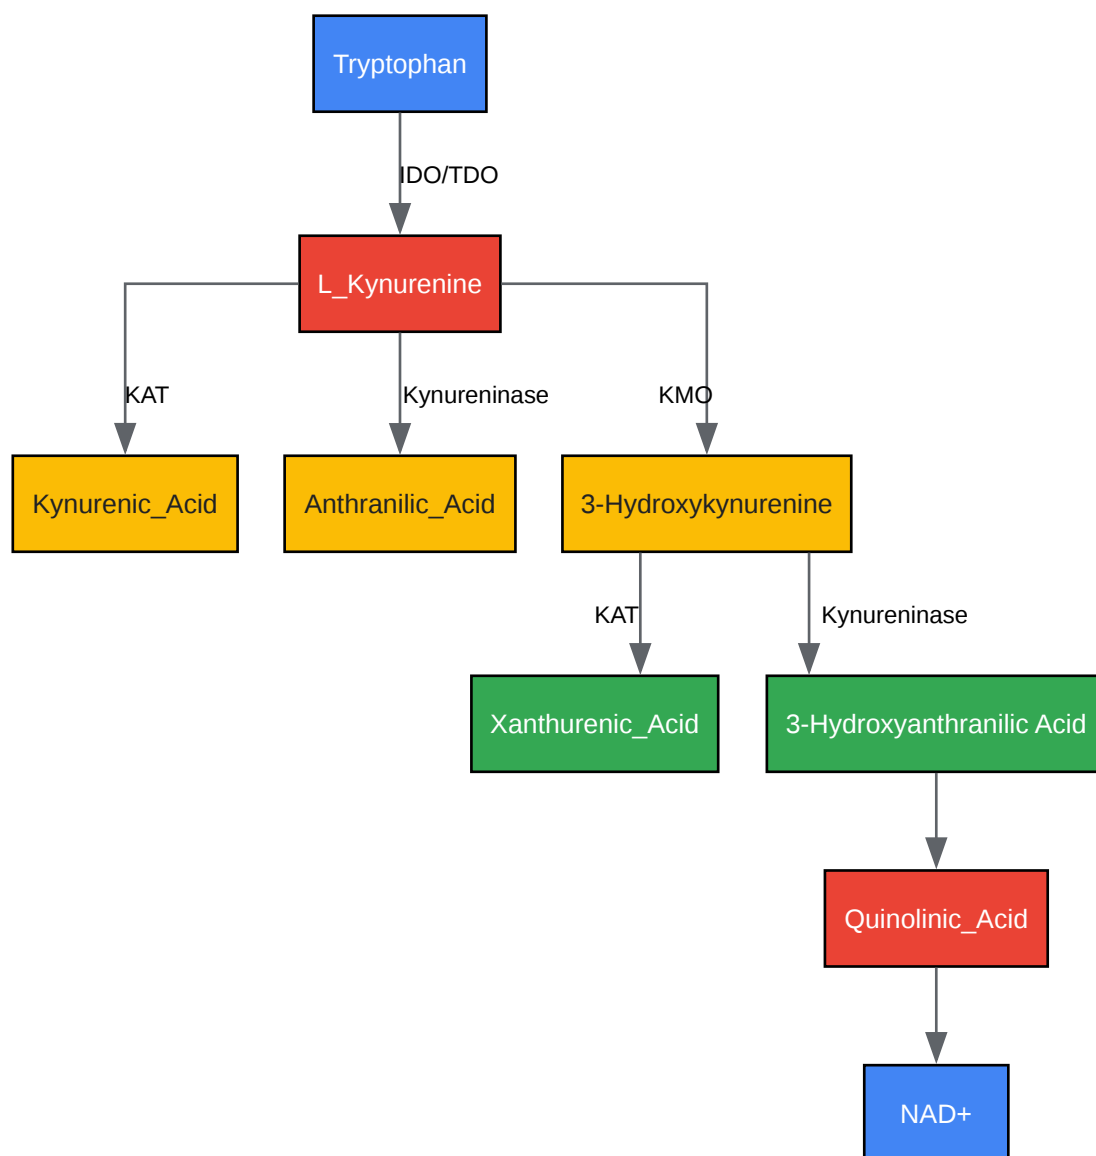 Tryptophan
IDO/TDO
L_Kynurenine
KAT
Kynureninase
KMO
Kynurenic_Acid
Anthranilic_Acid
3-Hydroxykynurenine
KAT
Kynureninase
Xanthurenic_Acid
3-Hydroxyanthranilic Acid
Quinolinic_Acid
NAD+